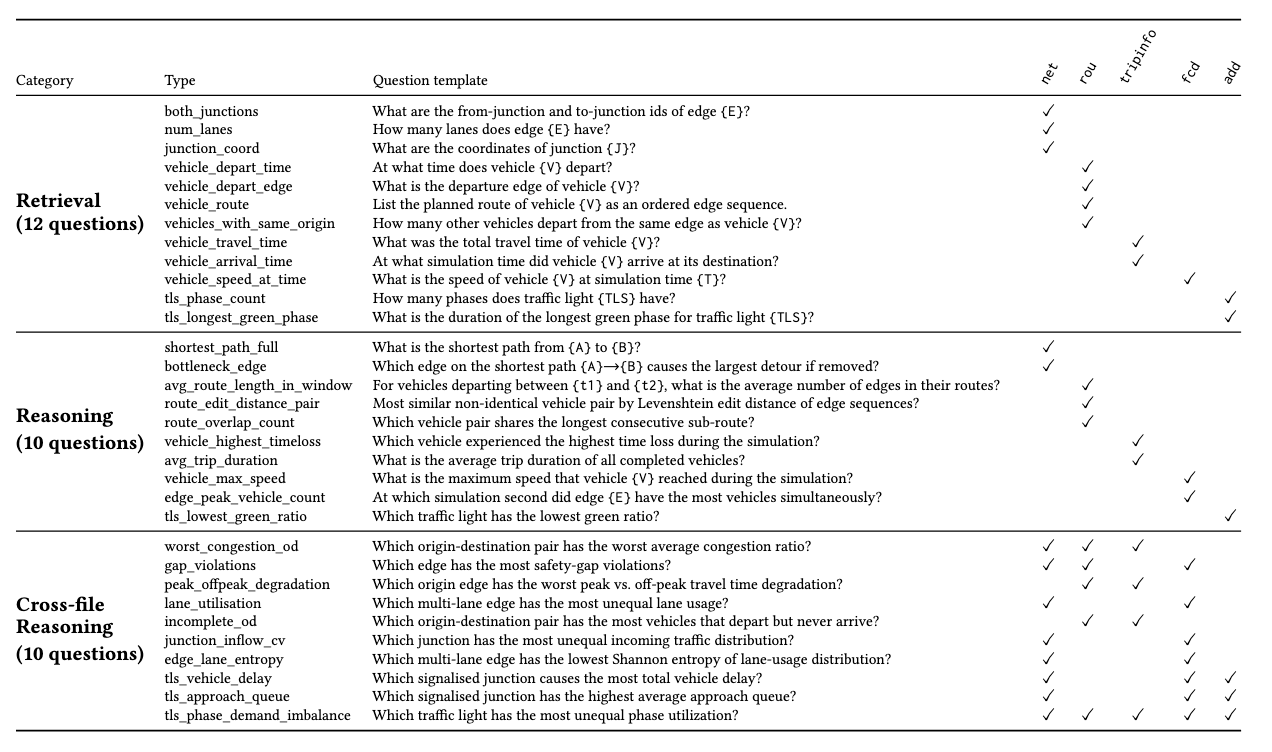 Category Type Question template net rou tripinfo fcd add
Retrieval
(12 questions)
both_junctions What are the from-junction and to-junction ids of edge {E}? ✓
num_lanes How many lanes does edge {E} have? ✓
junction_coord What are the coordinates of junction {J}? ✓
vehicle_depart_time At what time does vehicle {V} depart? ✓
vehicle_depart_edge What is the departure edge of vehicle {V}? ✓
vehicle_route List the planned route of vehicle {V} as an ordered edge sequence. ✓
vehicles_with_same_origin How many other vehicles depart from the same edge as vehicle {V}? ✓
vehicle_travel_time What was the total travel time of vehicle {V}? ✓
vehicle_arrival_time At what simulation time did vehicle {V} arrive at its destination? ✓
vehicle_speed_at_time What is the speed of vehicle {V} at simulation time {T}? ✓
tls_phase_count How many phases does traffic light {TLS} have? ✓
tls_longest_green_phase What is the duration of the longest green phase for traffic light {TLS}? ✓
Reasoning
(10 questions)
shortest_path_full What is the shortest path from {A} to {B}? ✓
bottleneck_edge Which edge on the shortest path {A}→{B} causes the largest detour if removed? ✓
avg_route_length_in_window For vehicles departing between {t1} and {t2}, what is the average number of edges in their routes? ✓
route_edit_distance_pair Most similar non-identical vehicle pair by Levenshtein edit distance of edge sequences? ✓
route_overlap_count Which vehicle pair shares the longest consecutive sub-route? ✓
vehicle_highest_timeloss Which vehicle experienced the highest time loss during the simulation? ✓
avg_trip_duration What is the average trip duration of all completed vehicles? ✓
vehicle_max_speed What is the maximum speed that vehicle {V} reached during the simulation? ✓
edge_peak_vehicle_count At which simulation second did edge {E} have the most vehicles simultaneously? ✓
tls_lowest_green_ratio Which traffic light has the lowest green ratio? ✓
Cross-file
Reasoning
(10 questions)
worst_congestion_od Which origin-destination pair has the worst average congestion ratio? ✓ ✓ ✓
gap_violations Which edge has the most safety-gap violations? ✓ ✓ ✓
peak_offpeak_degradation Which origin edge has the worst peak vs. off-peak travel time degradation? ✓ ✓
lane_utilisation Which multi-lane edge has the most unequal lane usage? ✓ ✓
incomplete_od Which origin-destination pair has the most vehicles that depart but never arrive? ✓ ✓
junction_inflow_cv Which junction has the most unequal incoming traffic distribution? ✓ ✓
edge_lane_entropy Which multi-lane edge has the lowest Shannon entropy of lane-usage distribution? ✓ ✓
tls_vehicle_delay Which signalised junction causes the most total vehicle delay? ✓ ✓ ✓
tls_approach_queue Which signalised junction has the highest average approach queue? ✓ ✓ ✓
tls_phase_demand_imbalance Which traffic light has the most unequal phase utilization? ✓ ✓ ✓ ✓ ✓